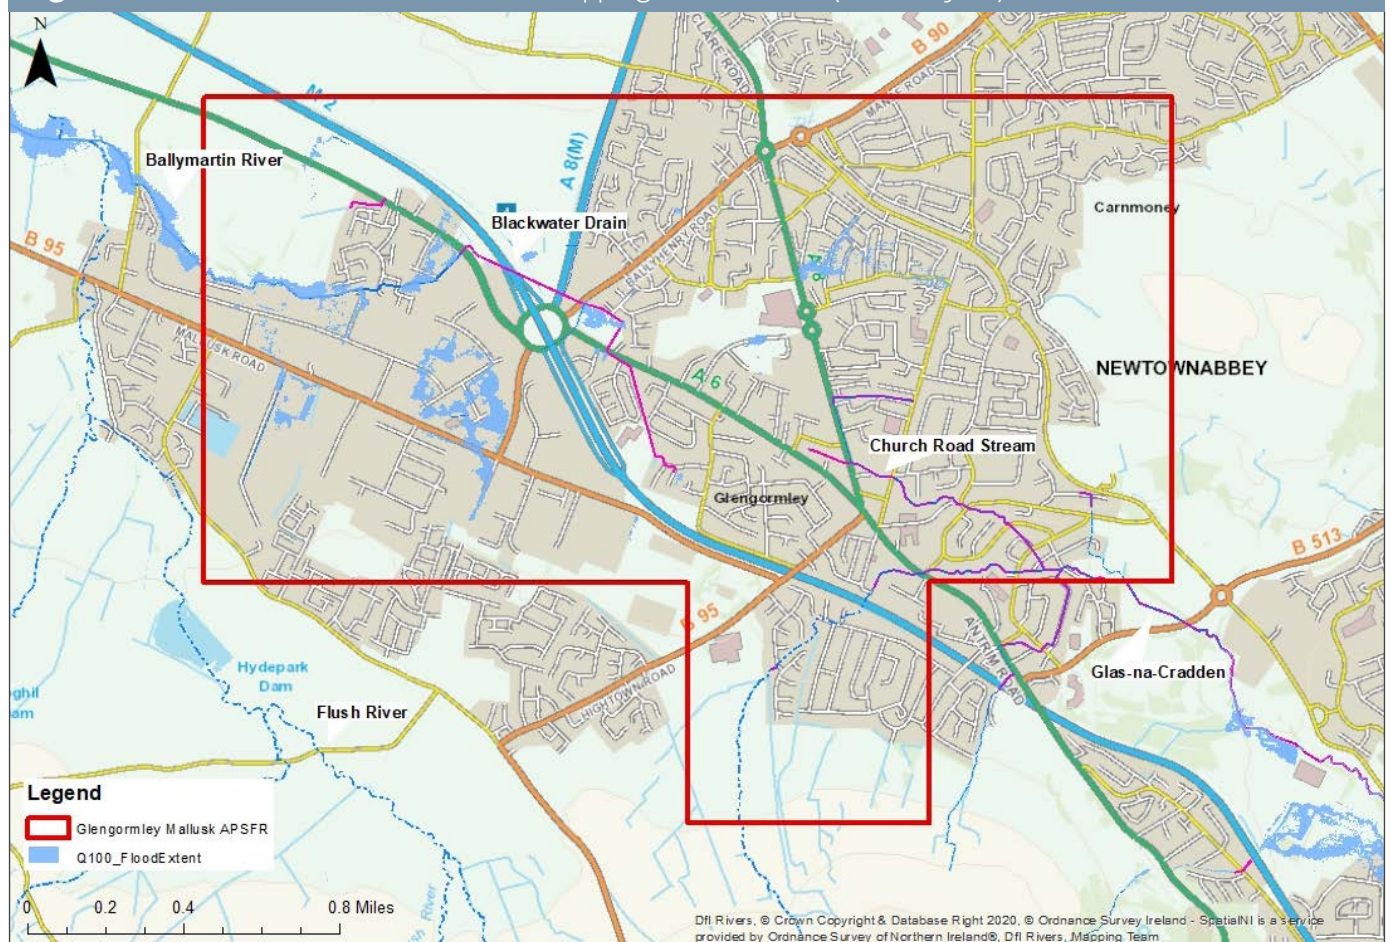 N
CLARE ROAD
B 90
MANSE ROAD
M 2
A 8(M)
Ballymartin River
Blackwater Drain
Carnmoney
B 95
BALLYHENRY ROAD
A 8
MALLUSK ROAD
NEWTOWNABBEY
A 6
Church Road Stream
Glengormley
B 513
B 95
ANTRIM ROAD
Hydepark
Dam
Glas-na-Cradden
HIGHTOWN ROAD
Flush River
Legend
Glengormley Mallusk APSFR
Q100_FloodExtent
0 0.2 0.4 0.8 Miles
River
DfI Rivers, © Crown Copyright & Database Right 2020, © Ordnance Survey Ireland - SpatialNI is a service
provided by Ordnance Survey of Northern Ireland®, DfI Rivers, Mapping Team